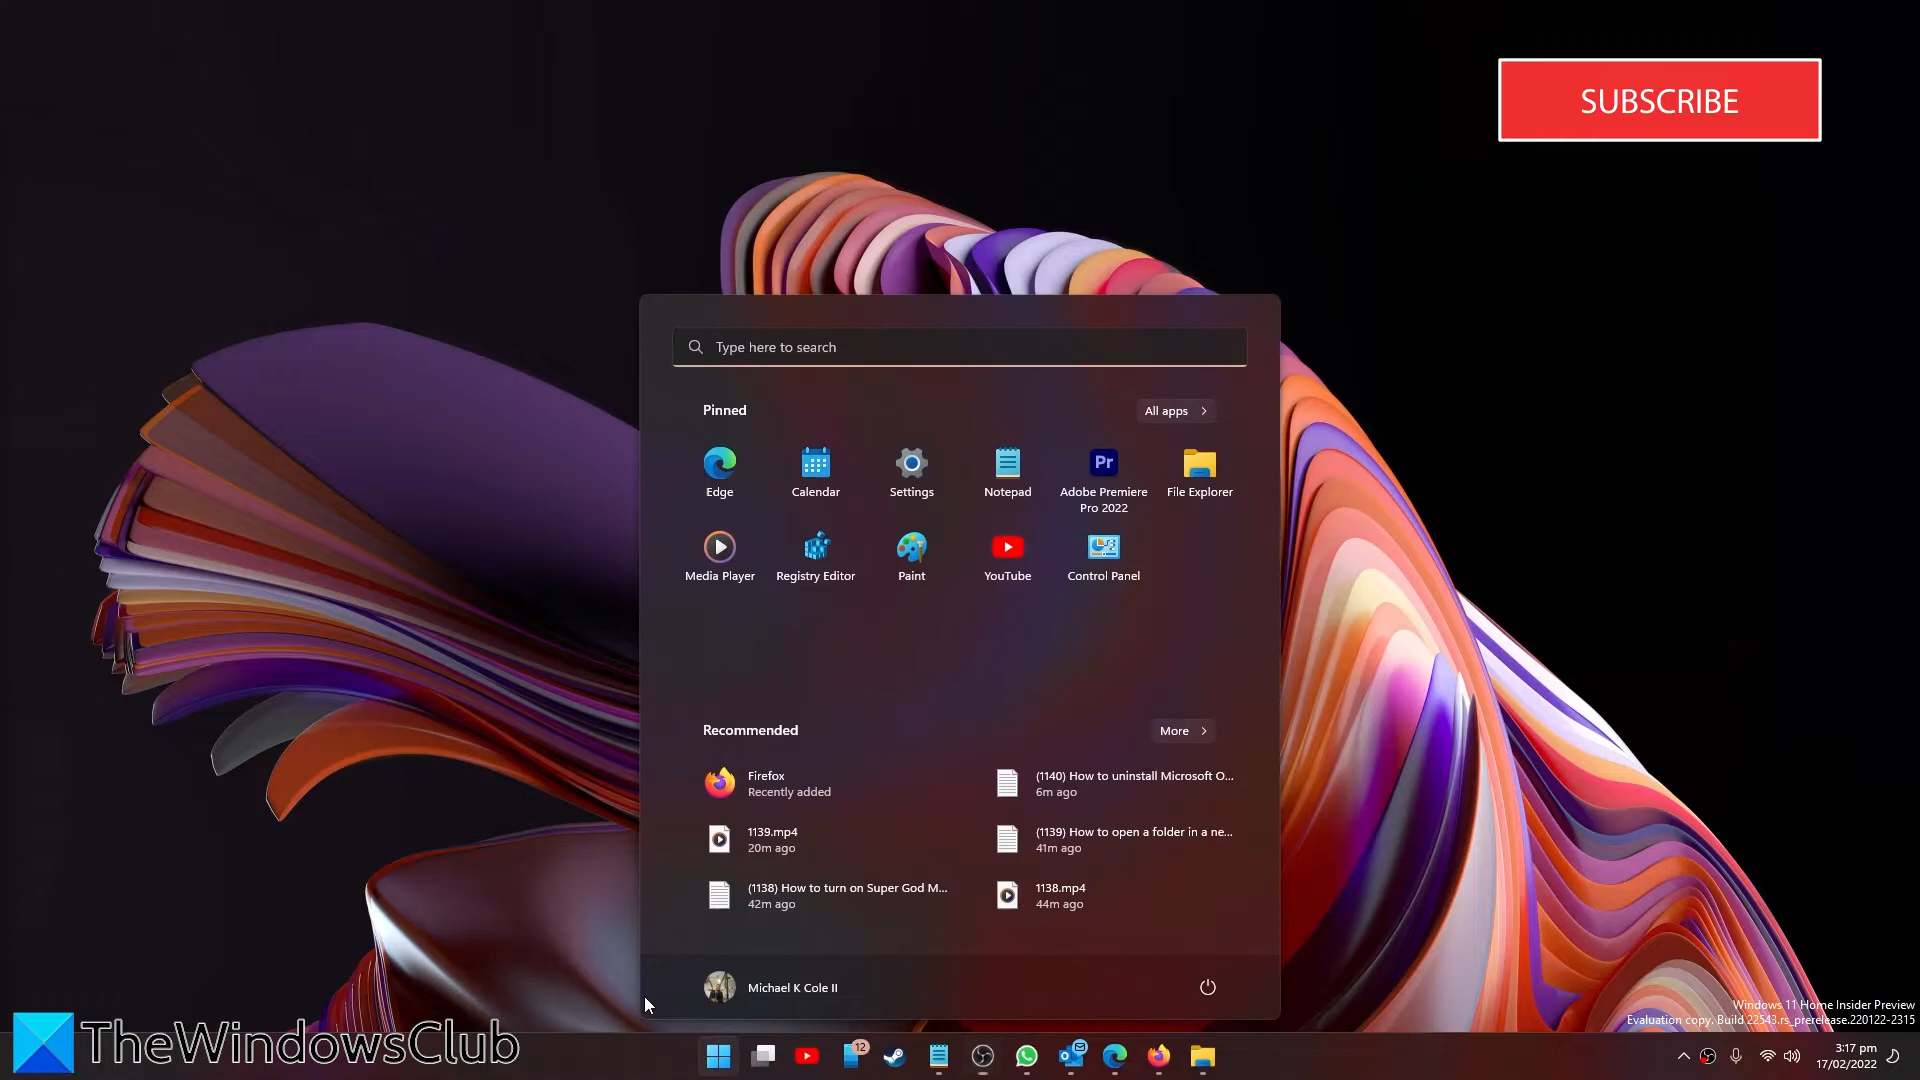 SUBSCRIBE
Type here to search
Pinned
All apps
Edge
Calendar
Settings
Notepad
Adobe Premiere
Pro 2022
File Explorer
Media Player
Registry Editor
Paint
YouTube
Control Panel
Recommended
More
Firefox
Recently added
(1140) How to uninstall Microsoft O...
6m ago
1139.mp4
20m ago
(1139) How to open a folder in a ne...
41m ago
(1138) How to turn on Super God M...
42m ago
1138.mp4
44m ago
Michael K Cole II
Windows 11 Home Insider Preview
Evaluation copy. Build 22543.rs_prerelease.220122-2315
TheWindowsClub
12
3:17 pm
17/02/2022
Pr